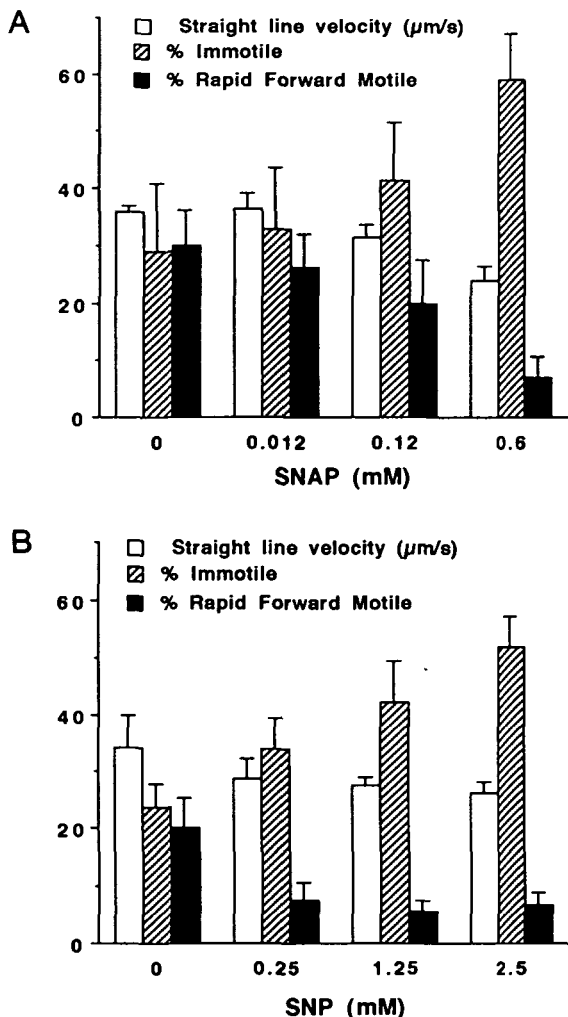 A
Straight line velocity (µm/s)
% Immotile
% Rapid Forward Motile
60
40
20
0
0 0.012 0.12 0.6
SNAP (mM)
B
Straight line velocity (µm/s)
% Immotile
% Rapid Forward Motile
60
40
20
0
0 0.25 1.25 2.5
SNP (mM)